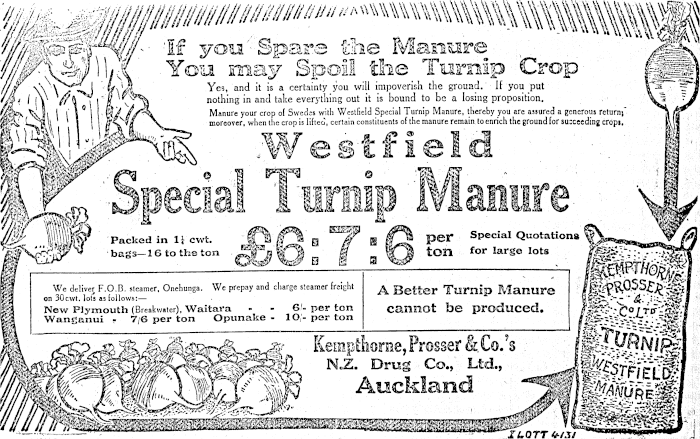 If you Spare the Manure
You may Spoil the Turnip Crop
Yes, and it is a certainty you will impoverish the ground. If you put
nothing in and take everything out it is bound to be a losing proposition.
Manure your crop of Swedes with Westfield Special Turnip Manure, thereby you are assured a generous return;
moreover, when the crop is lifted, certain constituents of the manure remain to enrich the ground for succeeding crops.
Westfield
Special Turnip Manure
Packed in 1¼ cwt.
bags—16 to the ton
£6:7:6
per
ton
Special Quotations
for large lots
We deliver F.O.B. steamer, Onehunga. We prepay and charge steamer freight
on 30cwt. lots as follows:—
New Plymouth (Breakwater), Waitara - - 6/- per ton
Wanganui - 7/6 per ton Opunake - 10/- per ton
A Better Turnip Manure
cannot be produced.
Kempthorne, Prosser & Co.'s
N.Z. Drug Co., Ltd.,
Auckland
KEMPTHORNE
PROSSER
&
CO LTD
TURNIP
WESTFIELD
MANURE
ILOTT 4131